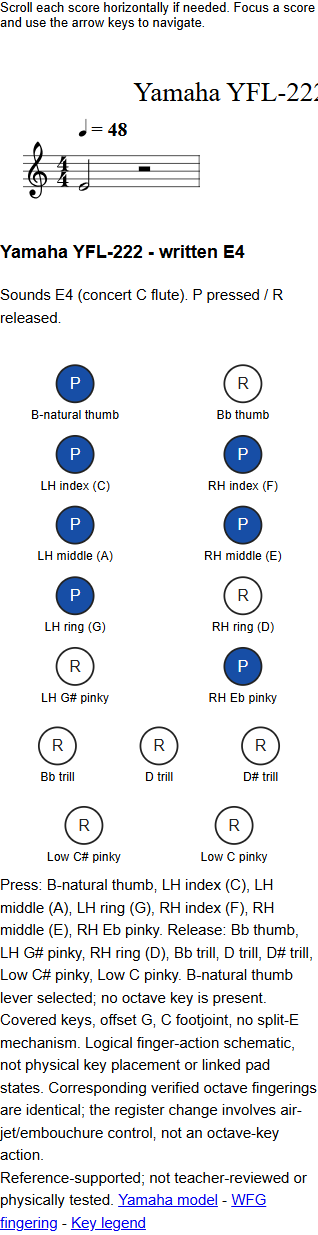 Scroll each score horizontally if needed. Focus a score
and use the arrow keys to navigate.
Yamaha YFL-222
= 48
4
4
Yamaha YFL-222 - written E4
Sounds E4 (concert C flute). P pressed / R
released.
P R
B-natural thumb Bb thumb
P P
LH index (C) RH index (F)
P P
LH middle (A) RH middle (E)
P R
LH ring (G) RH ring (D)
R P
LH G# pinky RH Eb pinky
R R R
Bb trill D trill D# trill
R R
Low C# pinky Low C pinky
Press: B-natural thumb, LH index (C), LH
middle (A), LH ring (G), RH index (F), RH
middle (E), RH Eb pinky. Release: Bb thumb,
LH G# pinky, RH ring (D), Bb trill, D trill, D# trill,
Low C# pinky, Low C pinky. B-natural thumb
lever selected; no octave key is present.
Covered keys, offset G, C footjoint, no split-E
mechanism. Logical finger-action schematic,
not physical key placement or linked pad
states. Corresponding verified octave fingerings
are identical; the register change involves air-
jet/embouchure control, not an octave-key
action.
Reference-supported; not teacher-reviewed or
physically tested. Yamaha model - WFG
fingering - Key legend